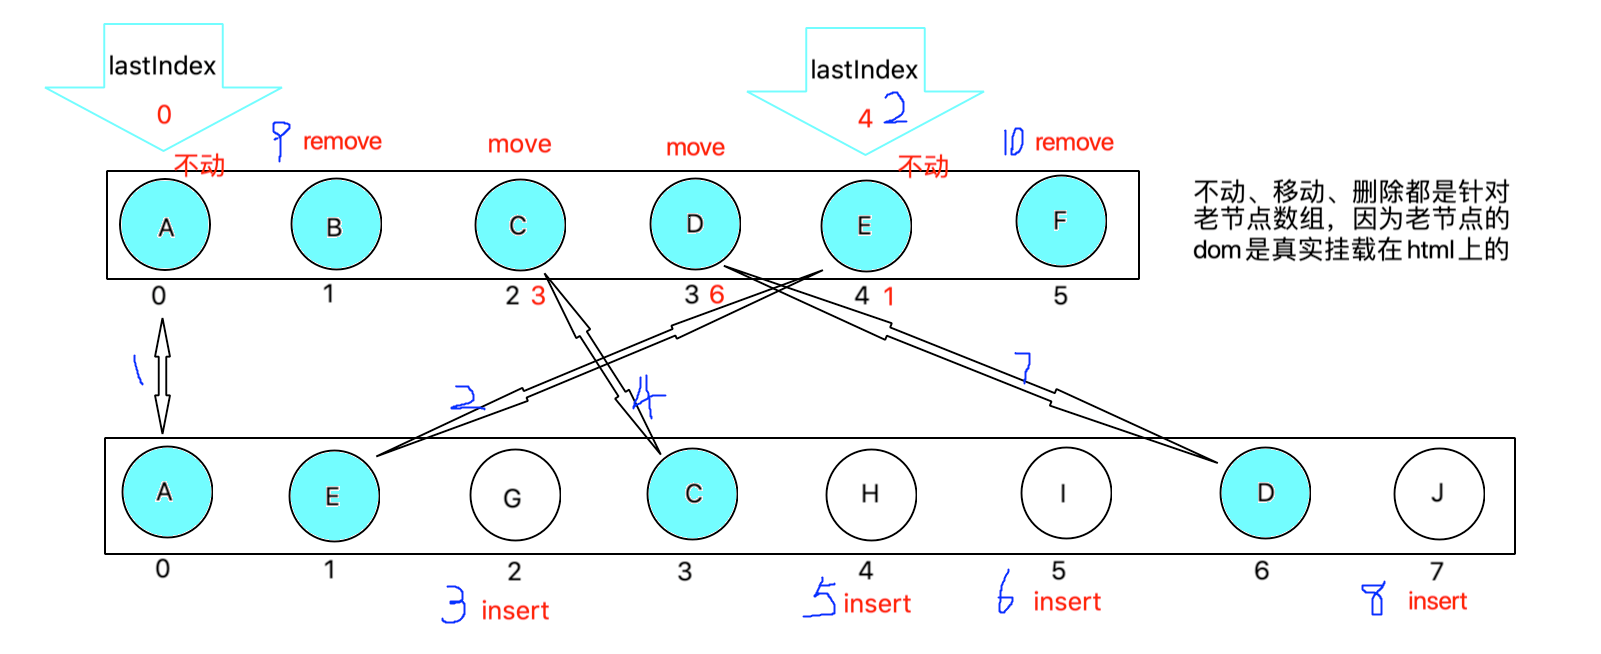 lastIndex
0
lastIndex
4 2
9 remove
move
move
10 remove
不动
不动
A
B
C
D
E
F
不动、移动、删除都是针对
老节点数组，因为老节点的
dom是真实挂载在html上的
0
1
2 3
3 6
4 1
5
1
2
4
7
A
E
G
C
H
I
D
J
0
1
2
3
4
5
6
7
3 insert
5 insert
6 insert
8 insert